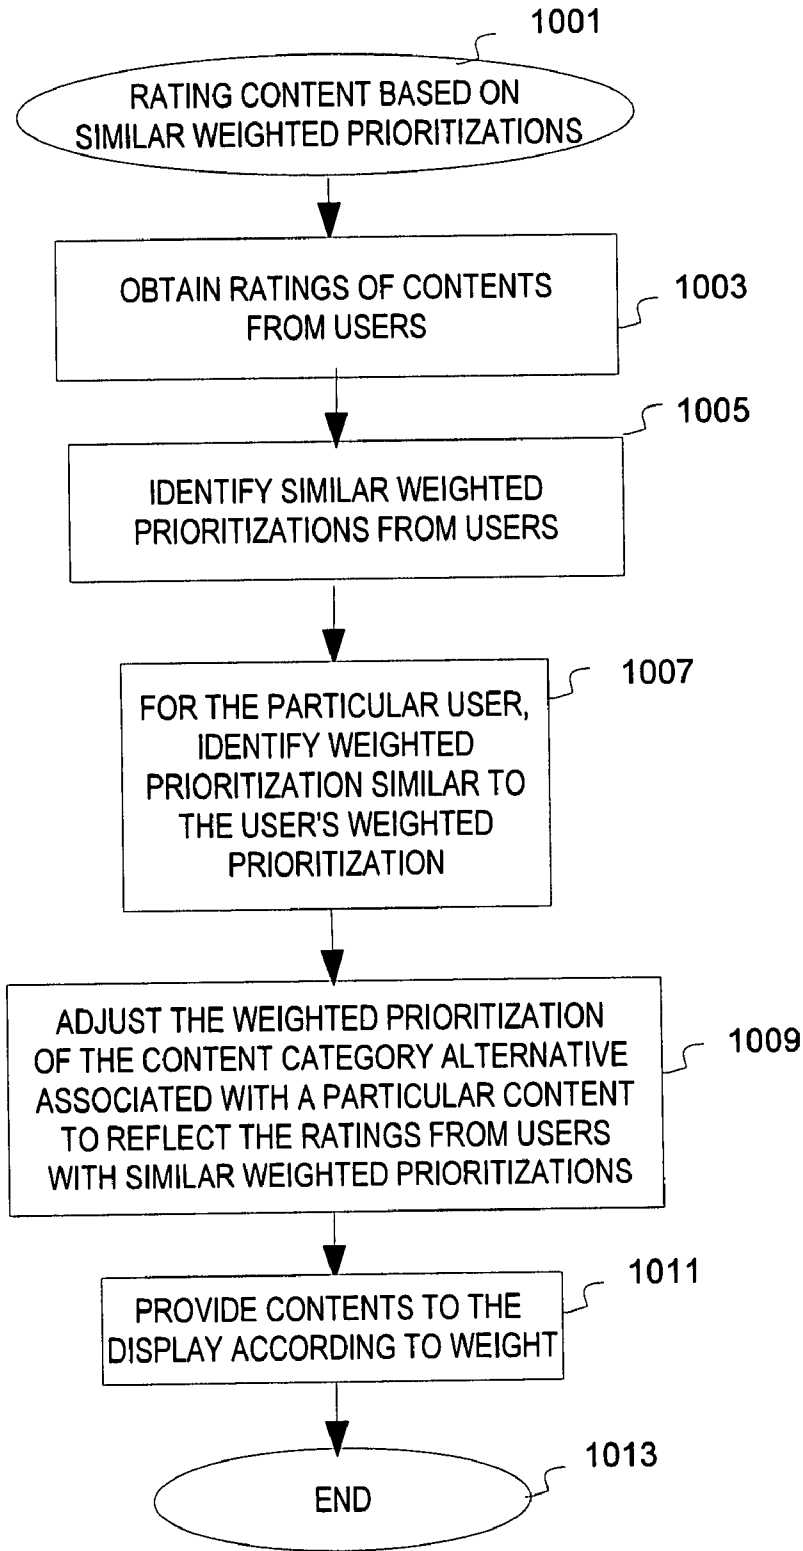 1001
RATING CONTENT BASED ON
SIMILAR WEIGHTED PRIORITIZATIONS
OBTAIN RATINGS OF CONTENTS
FROM USERS
1003
1005
IDENTIFY SIMILAR WEIGHTED
PRIORITIZATIONS FROM USERS
1007
FOR THE PARTICULAR USER,
IDENTIFY WEIGHTED
PRIORITIZATION SIMILAR TO
THE USER'S WEIGHTED
PRIORITIZATION
ADJUST THE WEIGHTED PRIORITIZATION
OF THE CONTENT CATEGORY ALTERNATIVE
ASSOCIATED WITH A PARTICULAR CONTENT
TO REFLECT THE RATINGS FROM USERS
WITH SIMILAR WEIGHTED PRIORITIZATIONS
1009
1011
PROVIDE CONTENTS TO THE
DISPLAY ACCORDING TO WEIGHT
1013
END